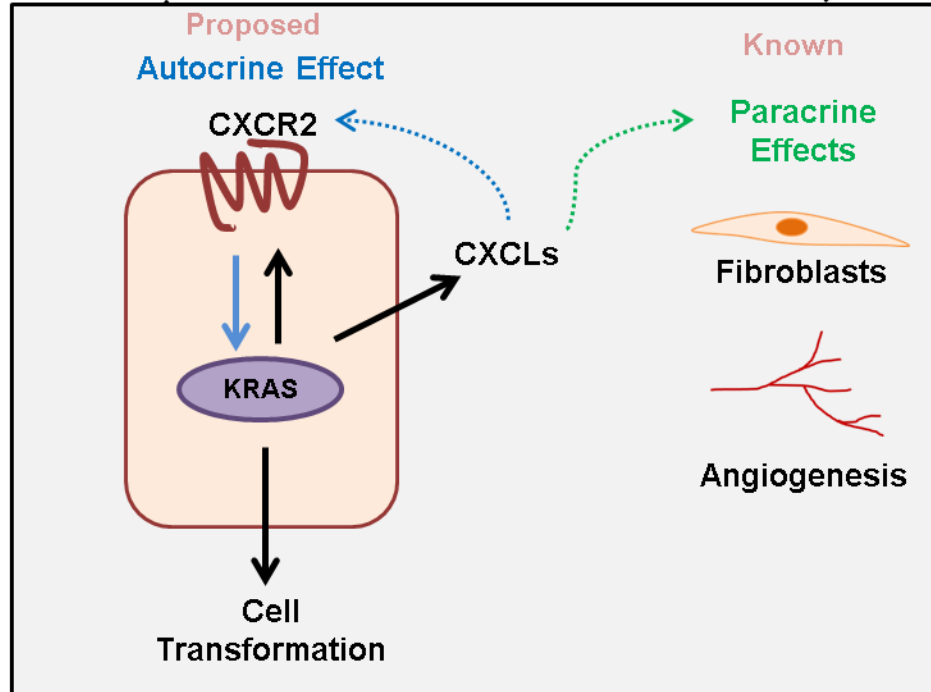 Proposed
Autocrine Effect
CXCR2
Known
Paracrine
Effects
CXCLs
Fibroblasts
KRAS
Angiogenesis
Cell
Transformation